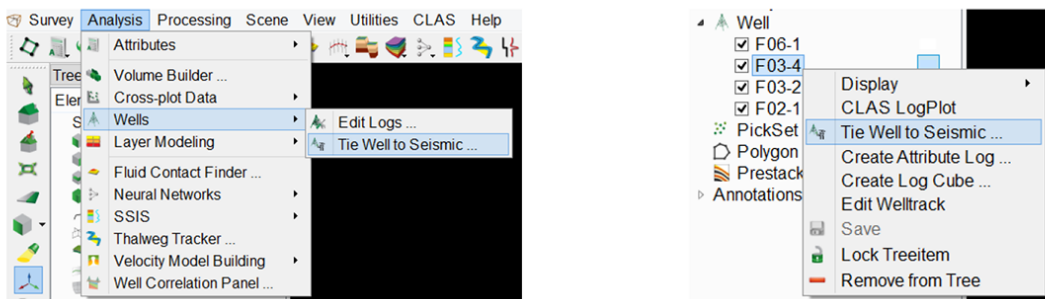 Survey Analysis Processing Scene View Utilities CLAS Help
Attributes
Tree
Volume Builder ...
Cross-plot Data
Wells
Edit Logs ...
Layer Modeling
Tie Well to Seismic ...
Fluid Contact Finder ...
Neural Networks
SSIS
Thalweg Tracker ...
Velocity Model Building
Well Correlation Panel ...
Well
F06-1
F03-4
F03-2
F02-1
PickSet
Polygon
Prestack
Annotations
Display
CLAS LogPlot
Tie Well to Seismic ...
Create Attribute Log ...
Create Log Cube ...
Edit Welltrack
Save
Lock Treeitem
Remove from Tree